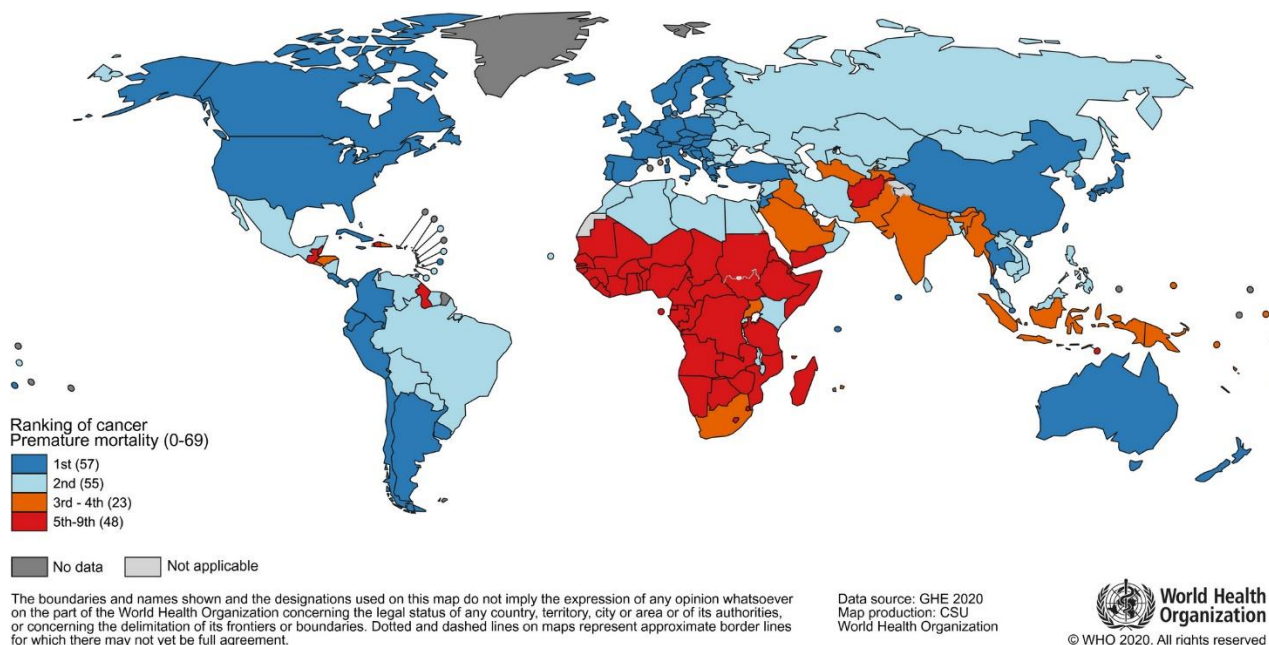 Ranking of cancer
Premature mortality (0-69)
1st (57)
2nd (55)
3rd - 4th (23)
5th-9th (48)
No data
Not applicable
The boundaries and names shown and the designations used on this map do not imply the expression of any opinion whatsoever
on the part of the World Health Organization concerning the legal status of any country, territory, city or area or of its authorities,
or concerning the delimitation of its frontiers or boundaries. Dotted and dashed lines on maps represent approximate border lines
for which there may not yet be full agreement.
Data source: GHE 2020
Map production: CSU
World Health Organization
World Health
Organization
© WHO 2020. All rights reserved